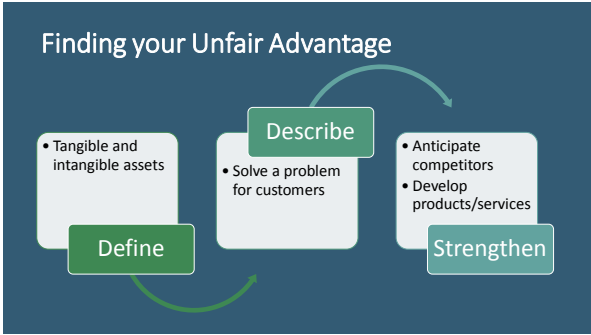 Finding your Unfair Advantage
• Tangible and
intangible assets
Define
Describe
• Solve a problem
for customers
• Anticipate
competitors
• Develop
products/services
Strengthen